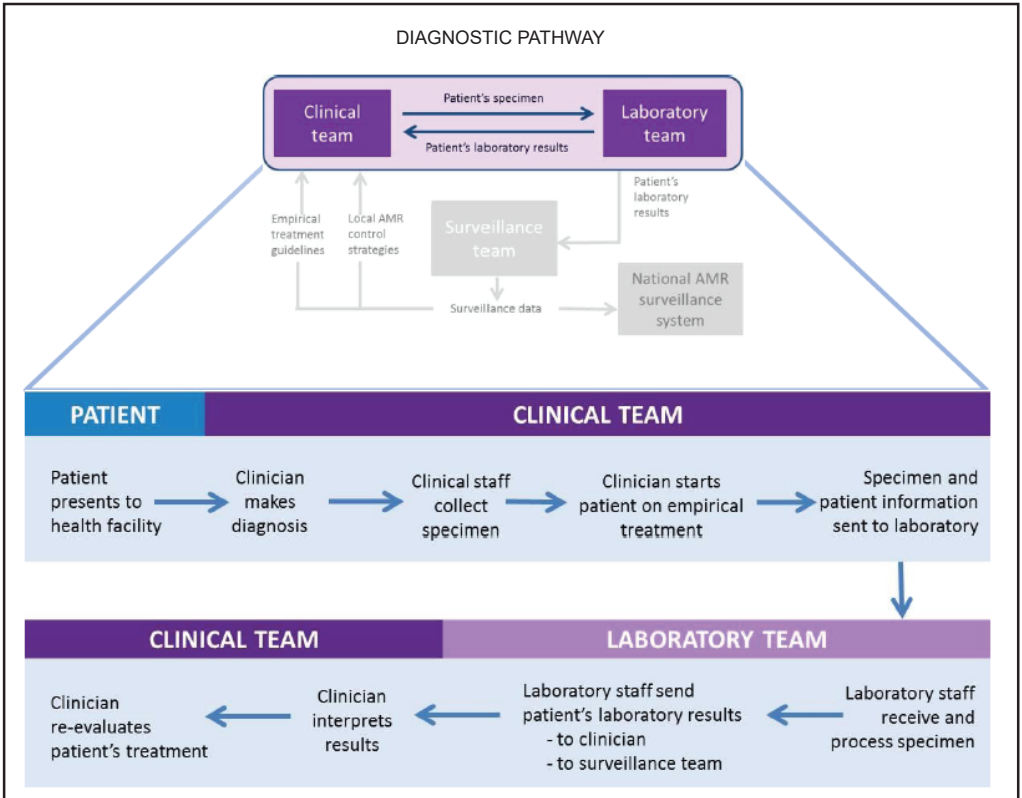 DIAGNOSTIC PATHWAY
Clinical
team
Patient's specimen
Patient's laboratory results
Laboratory
team
Empirical
treatment
guidelines
Local AMR
control
strategies
Surveillance
team
Patient's
laboratory
results
Surveillance data
National AMR
surveillance
system
PATIENT
CLINICAL TEAM
Patient
presents to
health facility
Clinician
makes
diagnosis
Clinical staff
collect
specimen
Clinician starts
patient on empirical
treatment
Specimen and
patient information
sent to laboratory
CLINICAL TEAM
LABORATORY TEAM
Clinician
re-evaluates
patient's treatment
Clinician
interprets
results
Laboratory staff send
patient's laboratory results
- to clinician
- to surveillance team
Laboratory staff
receive and
process specimen